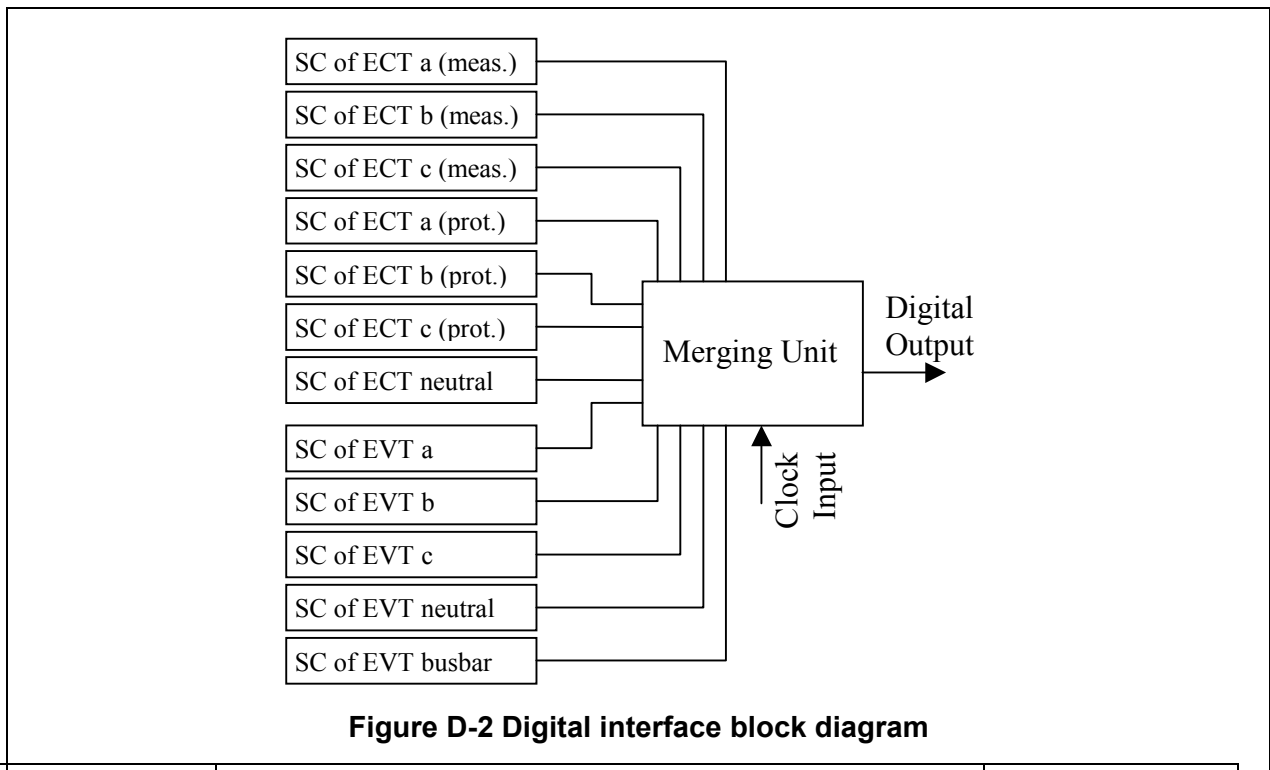 SC of ECT a (meas.)
SC of ECT b (meas.)
SC of ECT c (meas.)
SC of ECT a (prot.)
SC of ECT b (prot.)
SC of ECT c (prot.)
SC of ECT neutral
SC of EVT a
SC of EVT b
SC of EVT c
SC of EVT neutral
SC of EVT busbar
Merging Unit
Digital
Output
Clock
Input
Figure D-2 Digital interface block diagram